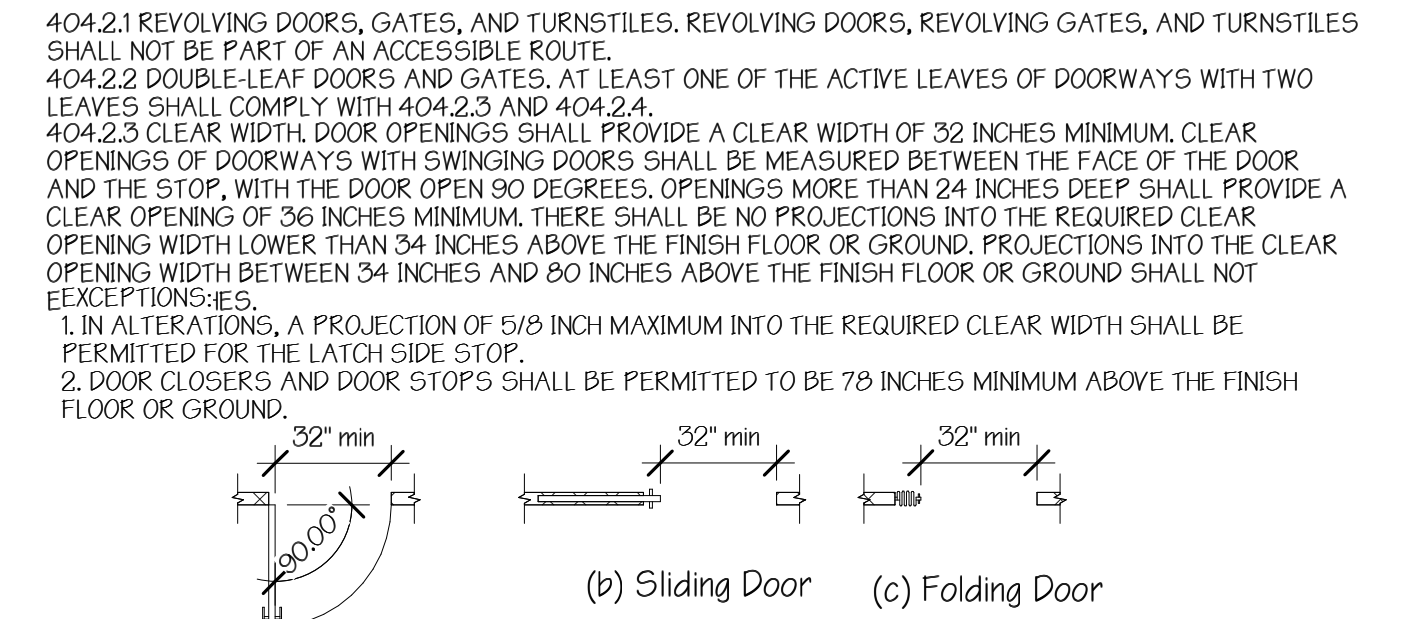 404.2.1 REVOLVING DOORS, GATES, AND TURNSTILES. REVOLVING DOORS, REVOLVING GATES, AND TURNSTILES
SHALL NOT BE PART OF AN ACCESSIBLE ROUTE.
404.2.2 DOUBLE-LEAF DOORS AND GATES. AT LEAST ONE OF THE ACTIVE LEAVES OF DOORWAYS WITH TWO
LEAVES SHALL COMPLY WITH 404.2.3 AND 404.2.4.
404.2.3 CLEAR WIDTH. DOOR OPENINGS SHALL PROVIDE A CLEAR WIDTH OF 32 INCHES MINIMUM. CLEAR
OPENINGS OF DOORWAYS WITH SWINGING DOORS SHALL BE MEASURED BETWEEN THE FACE OF THE DOOR
AND THE STOP, WITH THE DOOR OPEN 90 DEGREES. OPENINGS MORE THAN 24 INCHES DEEP SHALL PROVIDE A
CLEAR OPENING OF 36 INCHES MINIMUM. THERE SHALL BE NO PROJECTIONS INTO THE REQUIRED CLEAR
OPENING WIDTH LOWER THAN 34 INCHES ABOVE THE FINISH FLOOR OR GROUND. PROJECTIONS INTO THE CLEAR
OPENING WIDTH BETWEEN 34 INCHES AND 80 INCHES ABOVE THE FINISH FLOOR OR GROUND SHALL NOT
EXCEPTIONS:
1. IN ALTERATIONS, A PROJECTION OF 5/8 INCH MAXIMUM INTO THE REQUIRED CLEAR WIDTH SHALL BE
PERMITTED FOR THE LATCH SIDE STOP.
2. DOOR CLOSERS AND DOOR STOPS SHALL BE PERMITTED TO BE 78 INCHES MINIMUM ABOVE THE FINISH
FLOOR OR GROUND.
32" min 32" min 32" min
90.00°
(b) Sliding Door (c) Folding Door